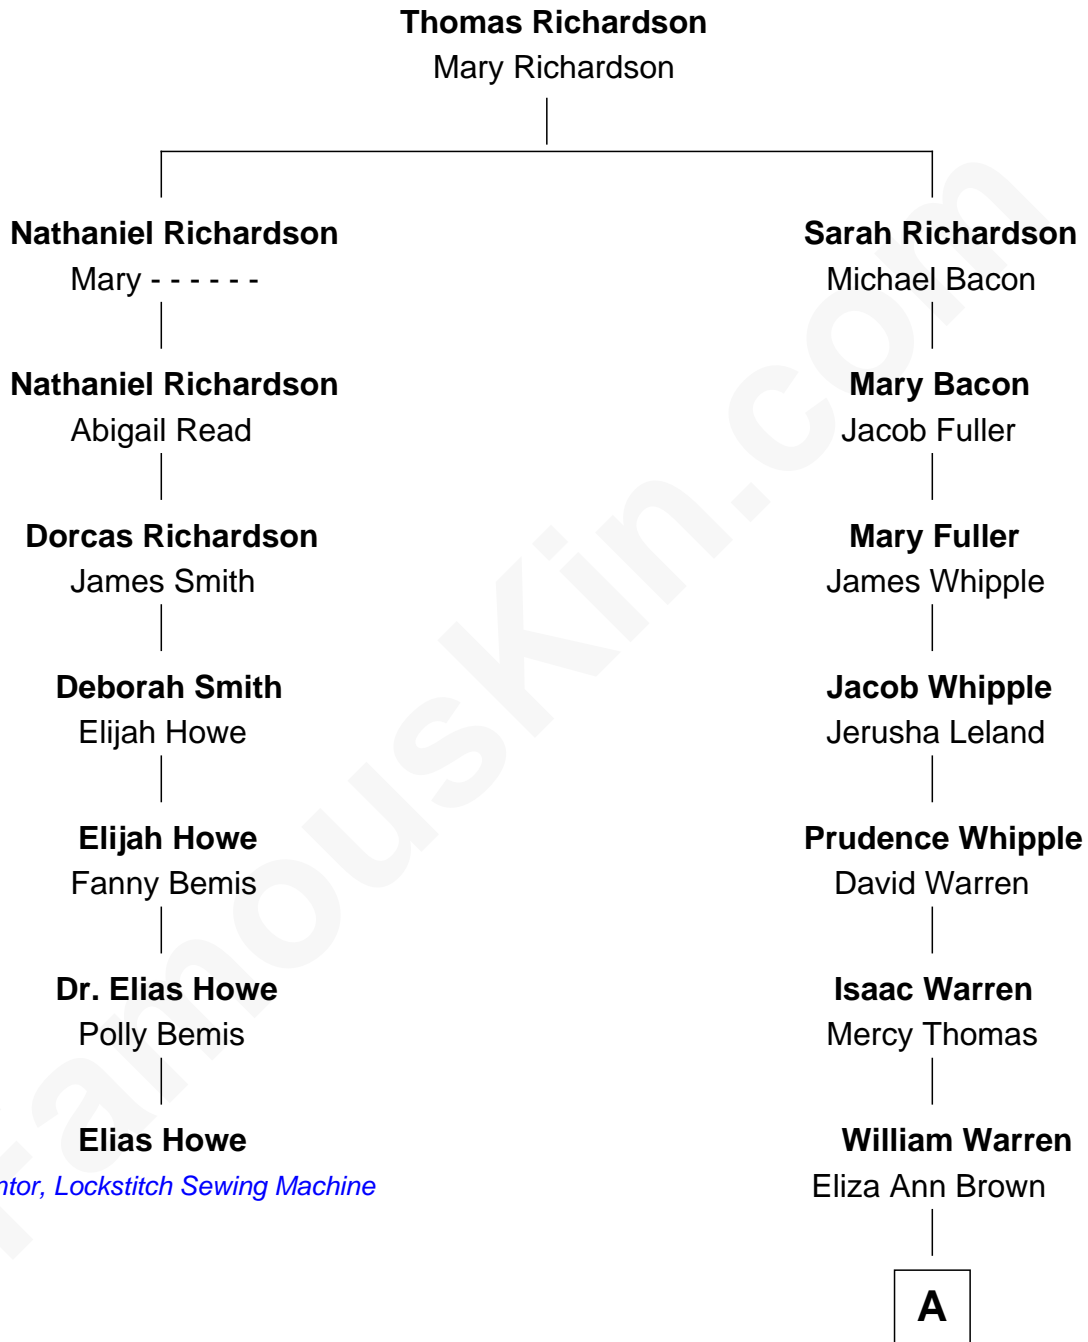 Thomas Richardson
Mary Richardson
Nathaniel Richardson
Mary - - - - - -
Sarah Richardson
Michael Bacon
Nathaniel Richardson
Abigail Read
Mary Bacon
Jacob Fuller
Dorcas Richardson
James Smith
Mary Fuller
James Whipple
Deborah Smith
Elijah Howe
Jacob Whipple
Jerusha Leland
Elijah Howe
Fanny Bemis
Prudence Whipple
David Warren
Dr. Elias Howe
Polly Bemis
Isaac Warren
Mercy Thomas
Elias Howe
ntor, Lockstitch Sewing Machine
William Warren
Eliza Ann Brown
A
FamousKin.com